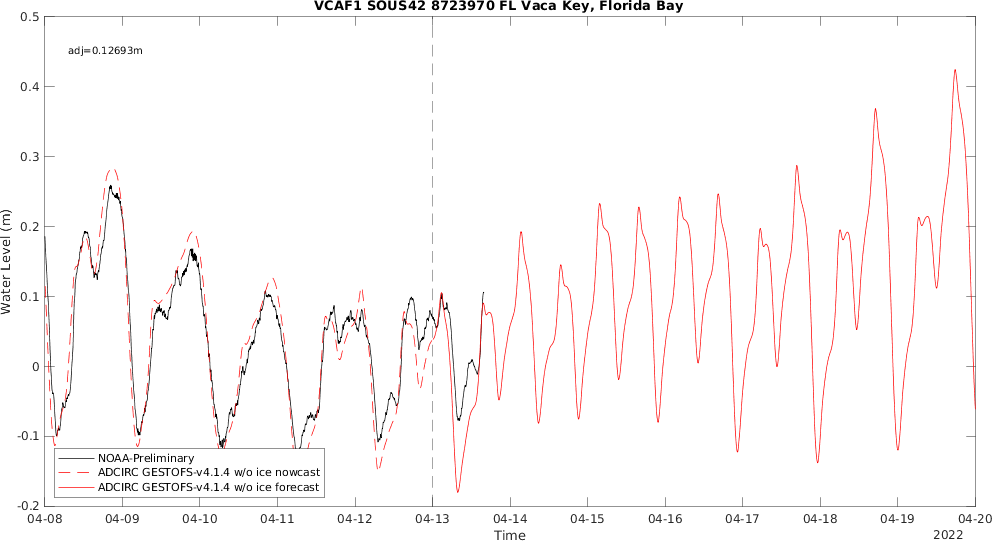 VCAF1 SOUS42 8723970 FL Vaca Key, Florida Bay
adj=0.12693m
Water Level (m)
0.5
0.4
0.3
0.2
0.1
0
-0.1
-0.2
NOAA-Preliminary
ADCIRC GESTOFS-v4.1.4 w/o ice nowcast
ADCIRC GESTOFS-v4.1.4 w/o ice forecast
04-08 04-09 04-10 04-11 04-12 04-13 04-14 04-15 04-16 04-17 04-18 04-19 04-20
Time
2022